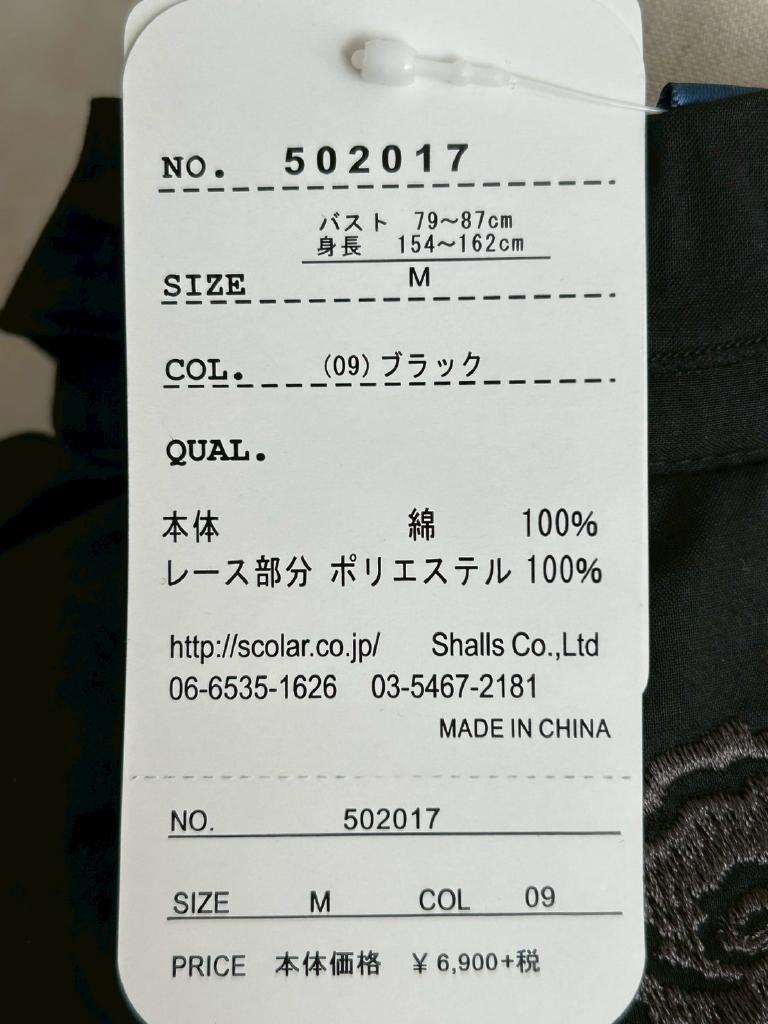 NO. 502017
バスト 79～87cm
身長 154～162cm
SIZE M
COL. (09)ブラック
QUAL.
本体 綿 100%
レース部分 ポリエステル 100%
http://scolar.co.jp/ Shalls Co.,Ltd
06-6535-1626 03-5467-2181
MADE IN CHINA
NO. 502017
SIZE M COL 09
PRICE 本体価格 ¥ 6,900+税